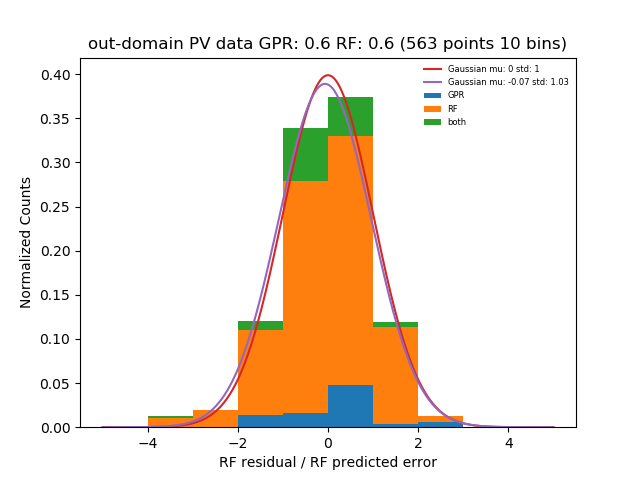 out-domain PV data GPR: 0.6 RF: 0.6 (563 points 10 bins)
Gaussian mu: 0 std: 1
Gaussian mu: -0.07 std: 1.03
GPR
RF
both
Normalized Counts
0.40
0.35
0.30
0.25
0.20
0.15
0.10
0.05
0.00
−4 −2 0 2 4
RF residual / RF predicted error